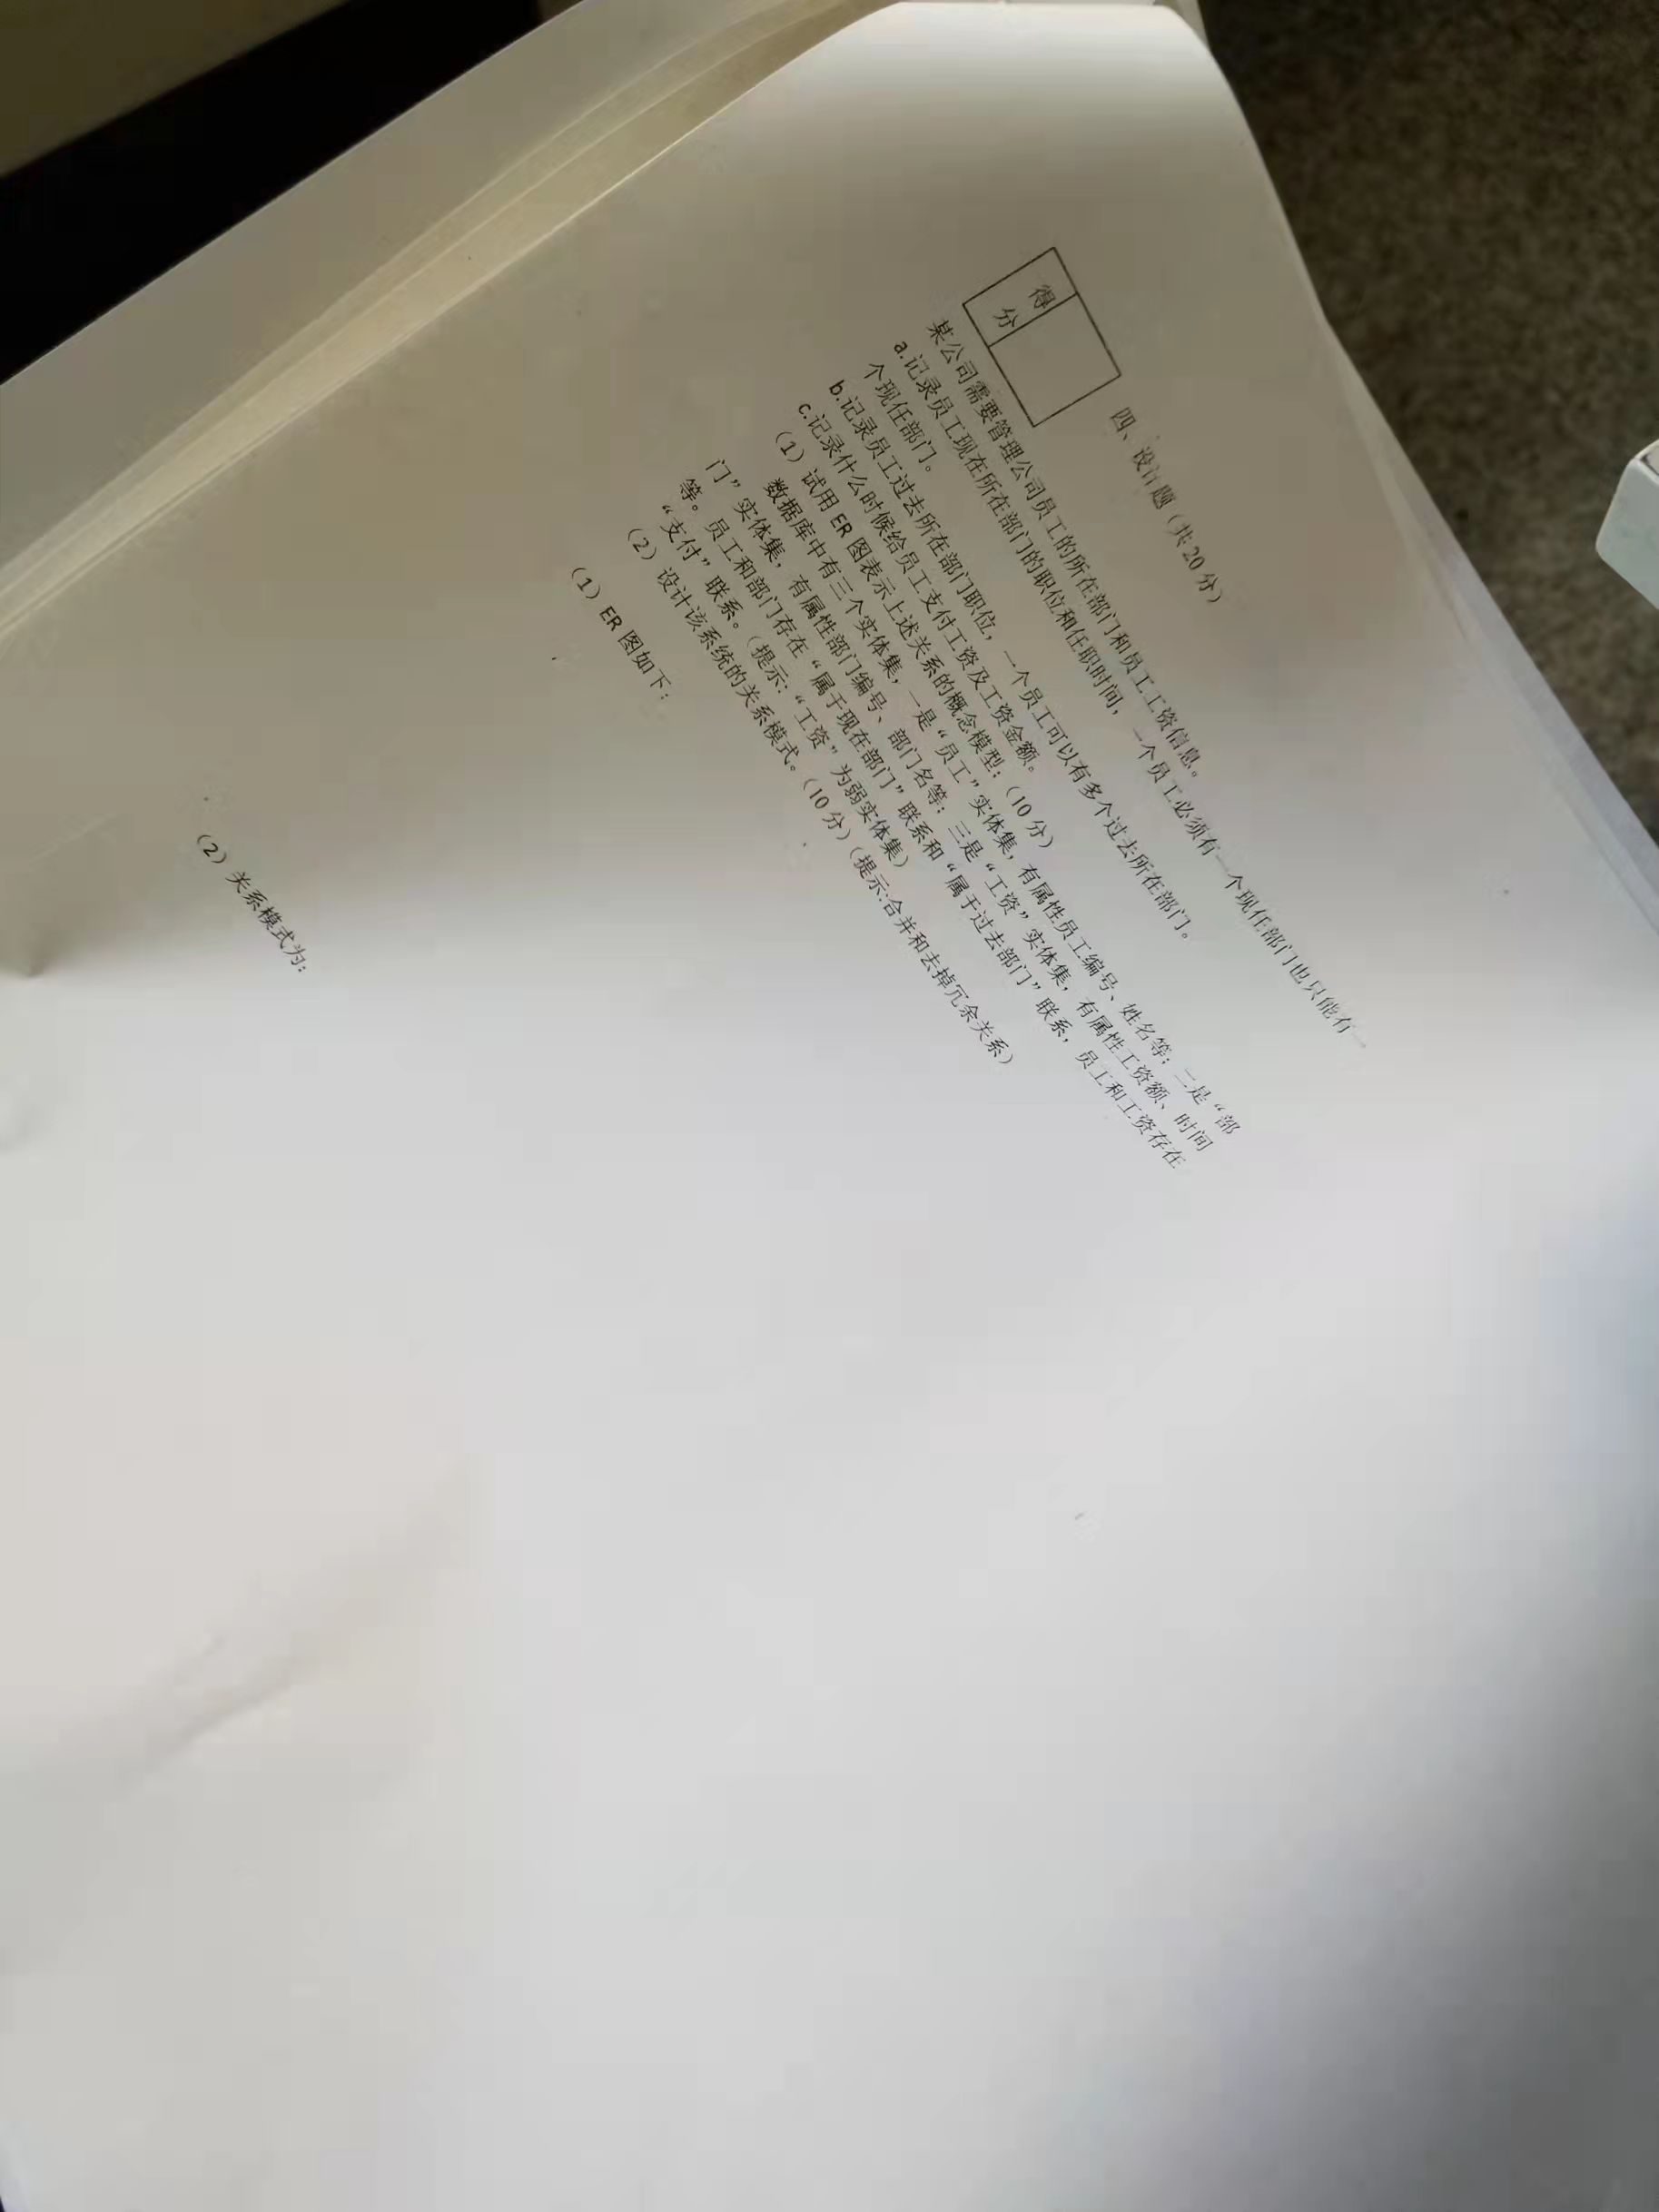 得
分
四、设计题（共20分）
某公司需要管理公司员工的所在部门和员工工资信息。
a.记录员工现在所在部门的职位和任职时间，一个员工必须有一个现任部门也只能有一
个现任部门。
b.记录员工过去所在部门职位，一个员工可以有多个过去所在部门。
c.记录什么时候给员工支付工资及工资金额。
（1）试用 ER 图表示上述关系的概念模型；（10 分）
数据库中有三个实体集，一是“员工”实体集，有属性员工编号、姓名等；二是“部
门”实体集，有属性部门编号、部门名等；三是“工资”实体集，有属性工资额、时间
等。员工和部门存在“属于现在部门”联系和“属于过去部门”联系，员工和工资存在
“支付”联系。（提示：“工资”为弱实体集）
（2）设计该系统的关系模式。（10 分）（提示:合并和去掉冗余关系）
（1）ER 图如下：
（2）关系模式为：